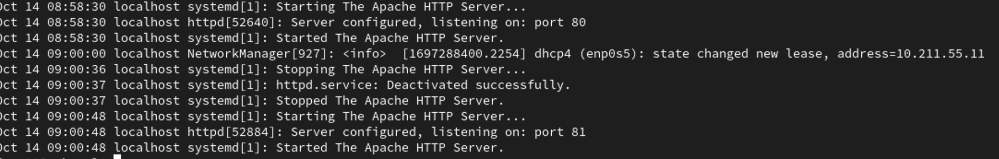 Oct 14 08:58:30 localhost systemd[1]: Starting The Apache HTTP Server...
Oct 14 08:58:30 localhost httpd[52640]: Server configured, listening on: port 80
Oct 14 08:58:30 localhost systemd[1]: Started The Apache HTTP Server.
Oct 14 09:00:00 localhost NetworkManager[927]: <info>  [1697288400.2254] dhcp4 (enp0s5): state changed new lease, address=10.211.55.11
Oct 14 09:00:36 localhost systemd[1]: Stopping The Apache HTTP Server...
Oct 14 09:00:37 localhost systemd[1]: httpd.service: Deactivated successfully.
Oct 14 09:00:37 localhost systemd[1]: Stopped The Apache HTTP Server.
Oct 14 09:00:48 localhost systemd[1]: Starting The Apache HTTP Server...
Oct 14 09:00:48 localhost httpd[52884]: Server configured, listening on: port 81
Oct 14 09:00:48 localhost systemd[1]: Started The Apache HTTP Server.